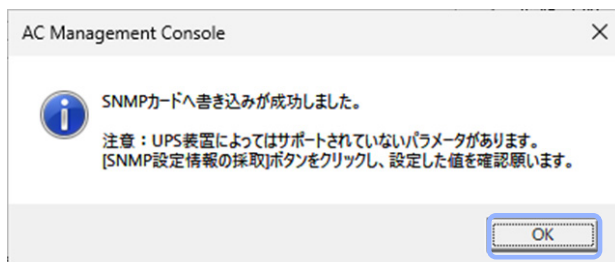 AC Management Console
SNMPカードへ書き込みが成功しました。
注意：UPS装置によってはサポートされていないパラメータがあります。
[SNMP設定情報の採取]ボタンをクリックし、設定した値を確認願います。
OK